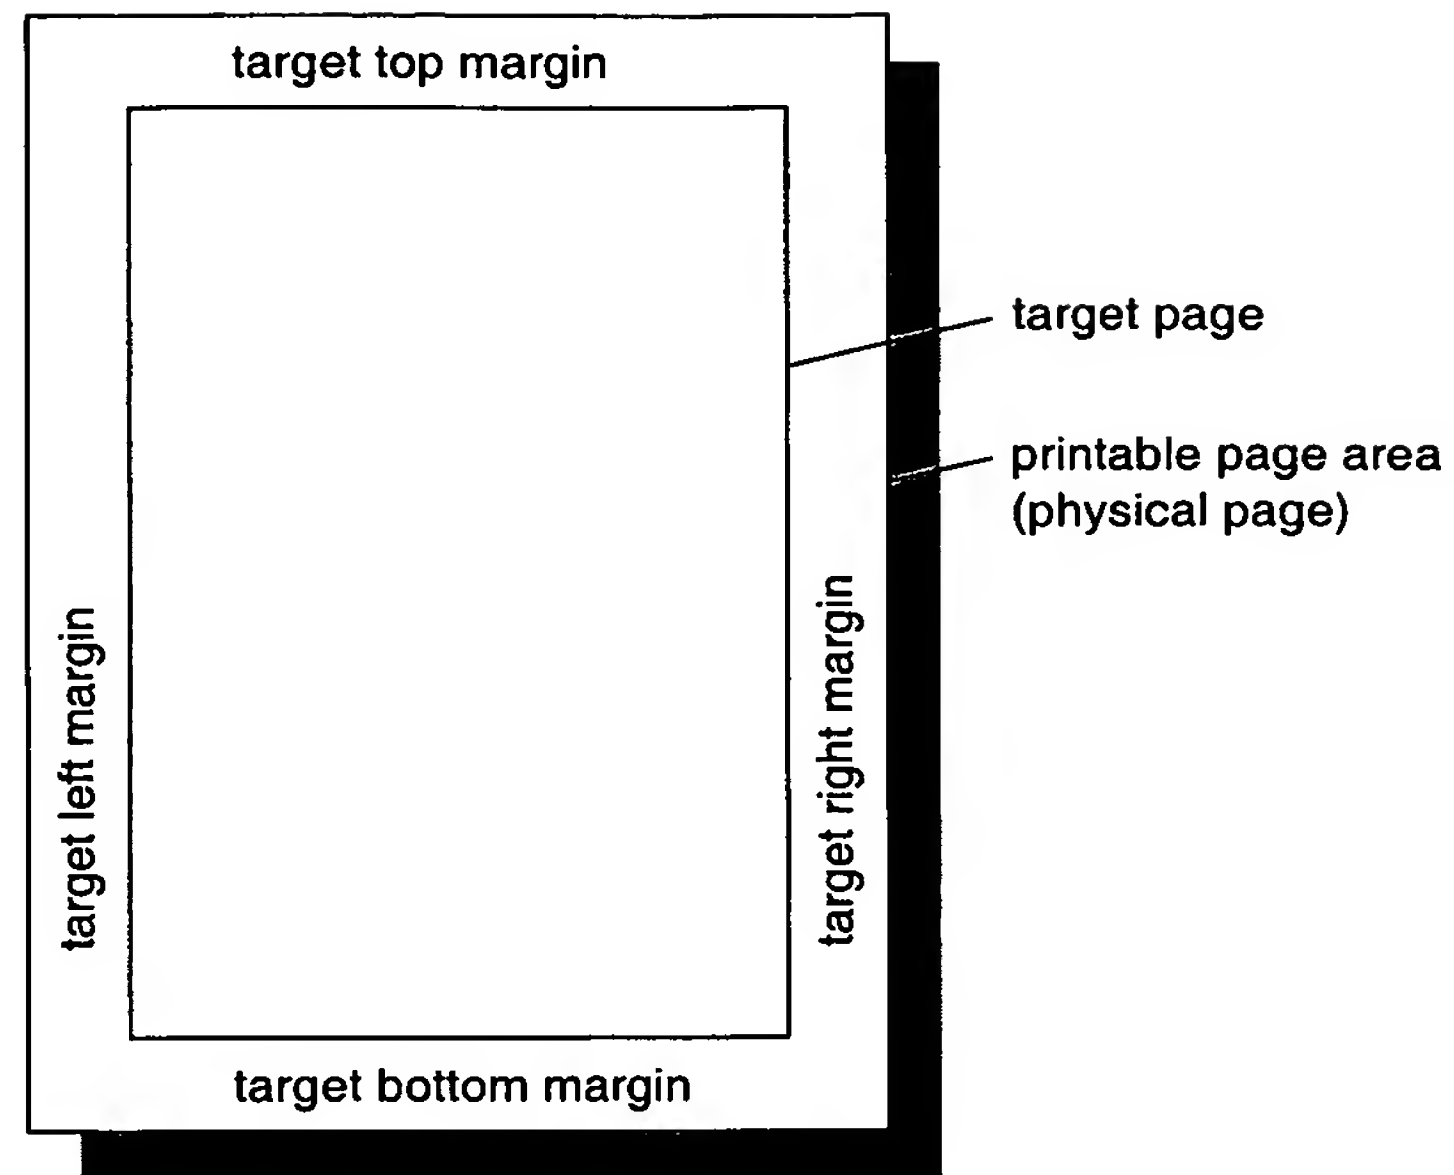 target top margin
target page
printable page area
(physical page)
target left margin
target right margin
target bottom margin